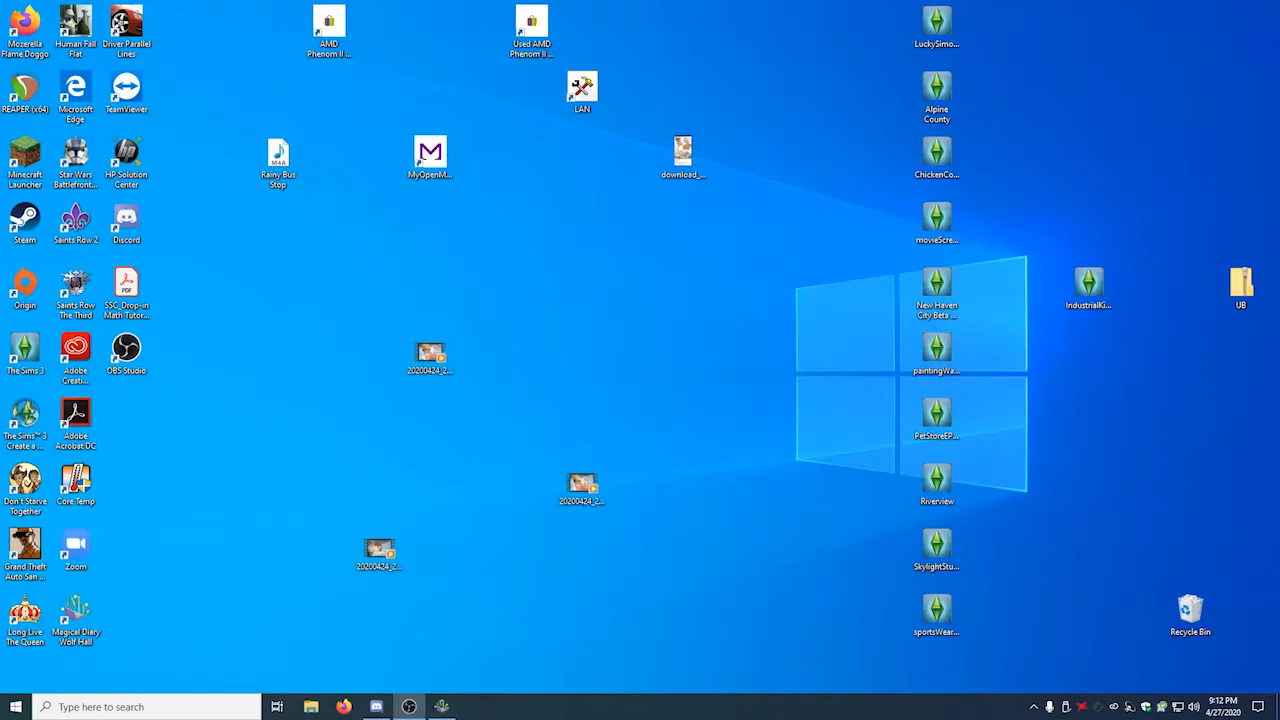 Mozerella
Flame Doggo
Human Fall
Flat
Driver Parallel
Lines
AMD
Phenom II ...
Used AMD
Phenom II ...
LuckySimo...
REAPER (x64)
Microsoft
Edge
TeamViewer
LAN
Alpine
County
Minecraft
Launcher
Star Wars
Battlefront...
HP Solution
Center
M4A
Rainy Bus
Stop
MyOpenM...
download_...
ChickenCo...
Steam
Saints Row 2
Discord
movieScre...
Origin
Saints Row
The Third
PDF
SSC_Drop-in
Math Tutor...
New Haven
City Beta ...
IndustrialKi...
UB
The Sims 3
Adobe
Creati...
OBS Studio
20200424_2...
paintingWa...
The Sims™ 3
Create a ...
Adobe
Acrobat DC
PetStoreEP...
Don't Starve
Together
Core Temp
20200424_2...
Riverview
Grand Theft
Auto San ...
Zoom
20200424_2...
SkylightStu...
Long Live
The Queen
Magical Diary
Wolf Hall
sportsWear...
Recycle Bin
Type here to search
9:12 PM
4/27/2020